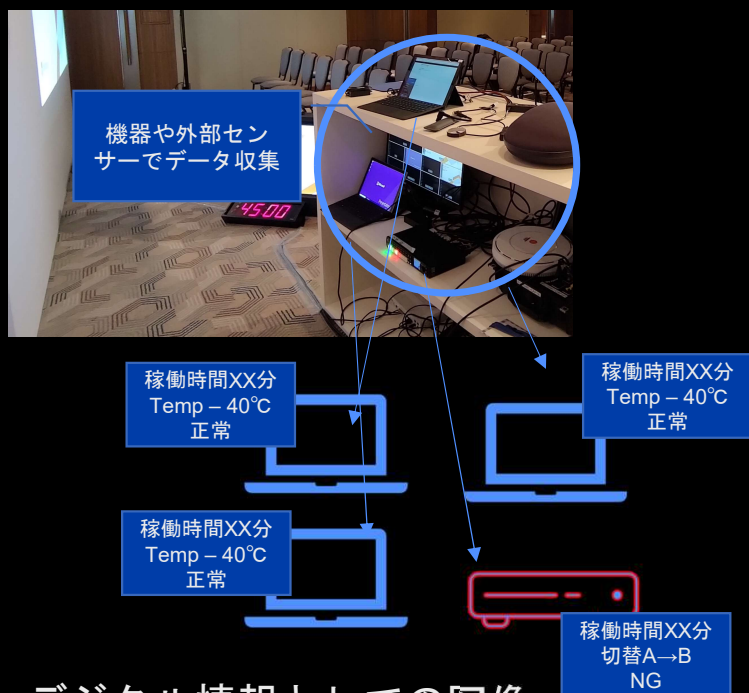 機器や外部セン
サーでデータ収集
45:00
稼働時間XX分
Temp – 40℃
正常
稼働時間XX分
Temp – 40℃
正常
稼働時間XX分
Temp – 40℃
正常
稼働時間XX分
切替A→B
NG